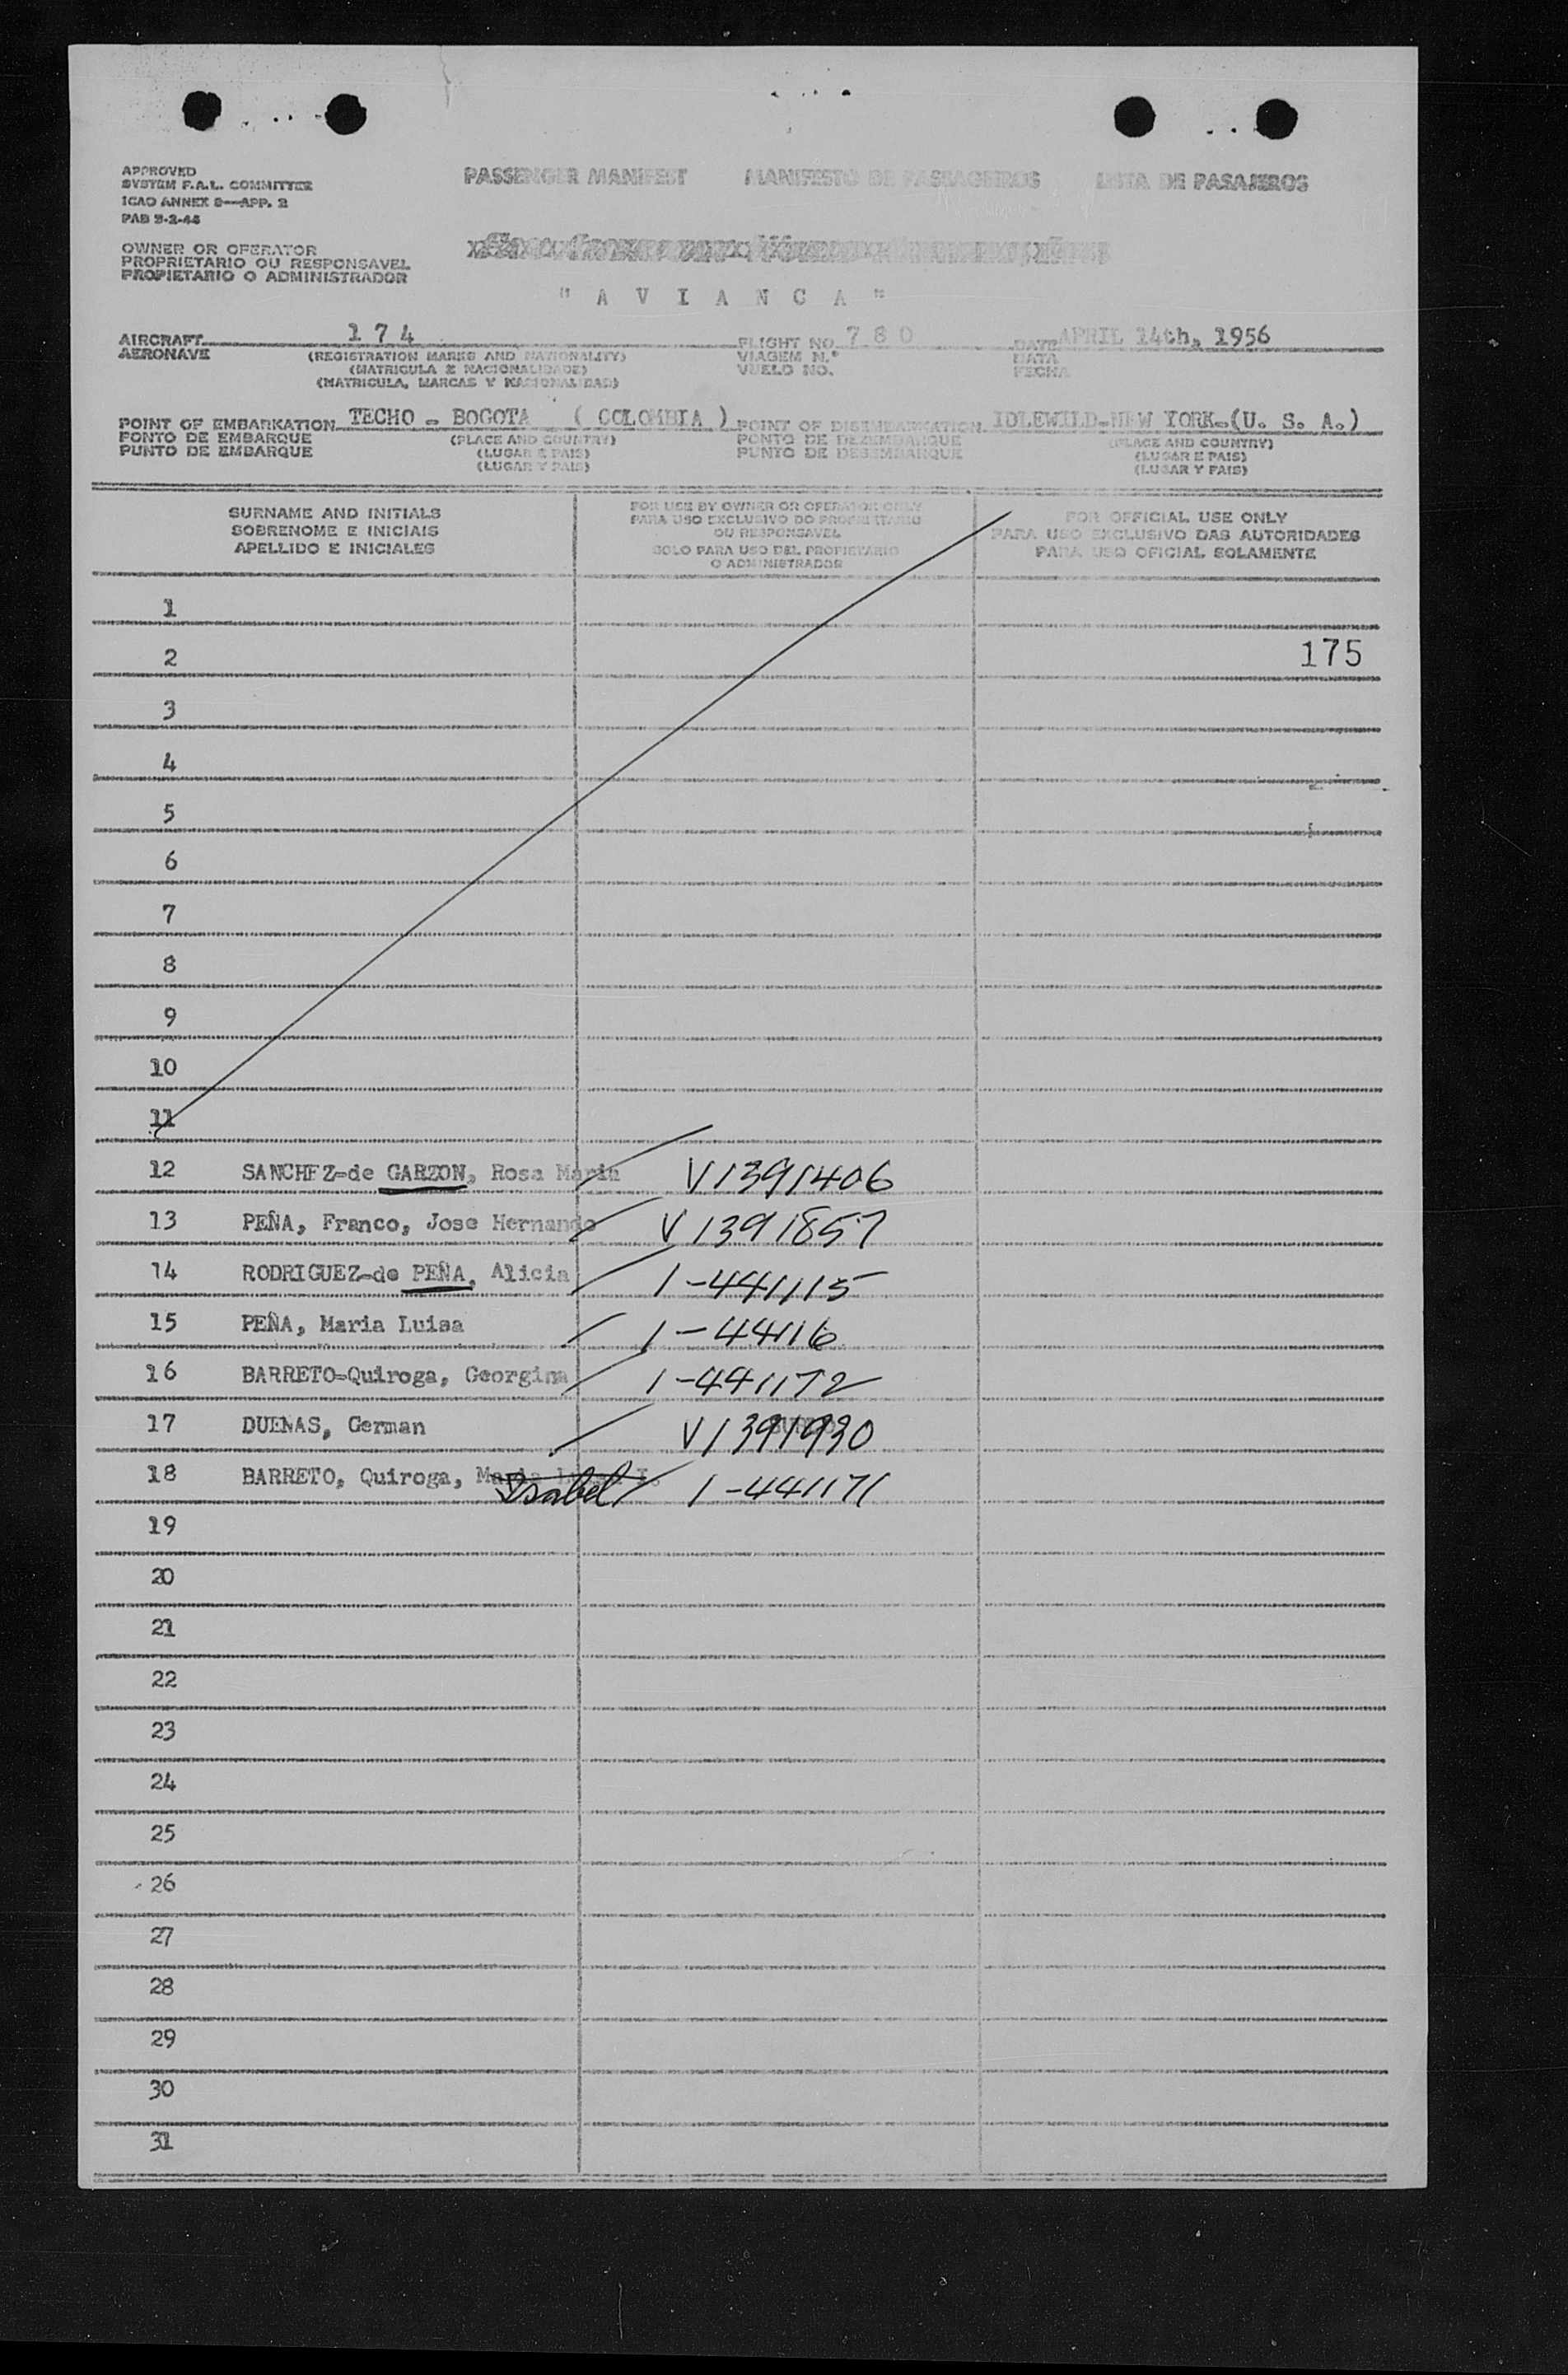 APPROVED
SYSTEM F.A.L. COMMITTEE
ICAO ANNEX 9—APP. 2
PAB 3-2-48
PASSENGER MANIFEST MANIFESTO DE PASSAGEIROS LISTA DE PASAJEROS
OWNER OR OPERATOR
PROPRIETARIO OU RESPONSAVEL
PROPIETARIO O ADMINISTRADOR
" A V I A N C A "
AIRCRAFT 174 FLIGHT NO. 780 DATE APRIL 14th, 1956
AERONAVE (REGISTRATION MARKS AND NATIONALITY) VIAGEM N.° DATA
(MATRICULA E NACIONALIDADE) VUELO NO. FECHA
(MATRICULA, MARCAS Y NACIONALIDAD)
POINT OF EMBARKATION TECHO - BOGOTA ( COLOMBIA ) POINT OF DISEMBARKATION IDLEWILD-NEW YORK-(U. S. A.)
PONTO DE EMBARQUE (PLACE AND COUNTRY) PONTO DE DEZEMBARQUE (PLACE AND COUNTRY)
PUNTO DE EMBARQUE (LUGAR E PAIS) PUNTO DE DESEMBARQUE (LUGAR E PAIS)
(LUGAR Y PAIS) (LUGAR Y PAIS)
SURNAME AND INITIALS
SOBRENOME E INICIAIS
APELLIDO E INICIALES
FOR USE BY OWNER OR OPERATOR ONLY
PARA USO EXCLUSIVO DO PROPRIETARIO
OU RESPONSAVEL
SOLO PARA USO DEL PROPIETARIO
O ADMINISTRADOR
FOR OFFICIAL USE ONLY
PARA USO EXCLUSIVO DAS AUTORIDADES
PARA USO OFICIAL SOLAMENTE
1
2 175
3
4
5
6
7
8
9
10
11
12 SANCHEZ-de GARZON, Rosa Maria V1391406
13 PEÑA, Franco, Jose Hernando V1391857
14 RODRIGUEZ-de PEÑA, Alicia 1-441115
15 PEÑA, Maria Luisa 1-44116
16 BARRETO-Quiroga, Georgina 1-441172
17 DUENAS, German V1391930
18 BARRETO, Quiroga, Isabel 1-441171
19
20
21
22
23
24
25
26
27
28
29
30
31